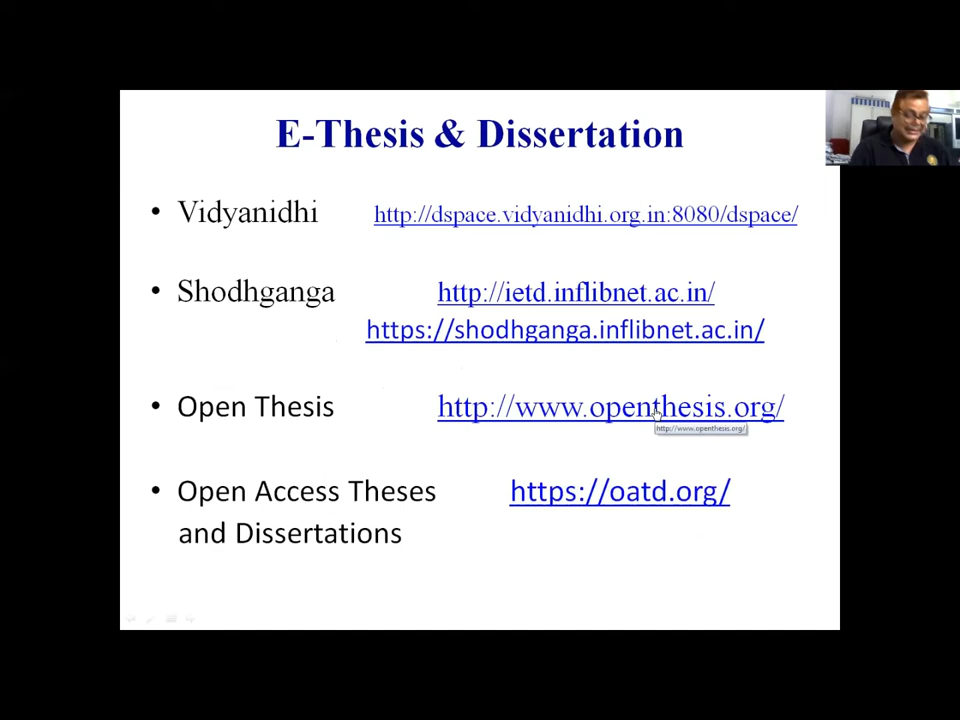 E-Thesis & Dissertation
• Vidyanidhi http://dspace.vidyanidhi.org.in:8080/dspace/
• Shodhganga http://ietd.inflibnet.ac.in/
https://shodhganga.inflibnet.ac.in/
• Open Thesis http://www.openthesis.org/
http://www.openthesis.org/
• Open Access Theses https://oatd.org/
and Dissertations